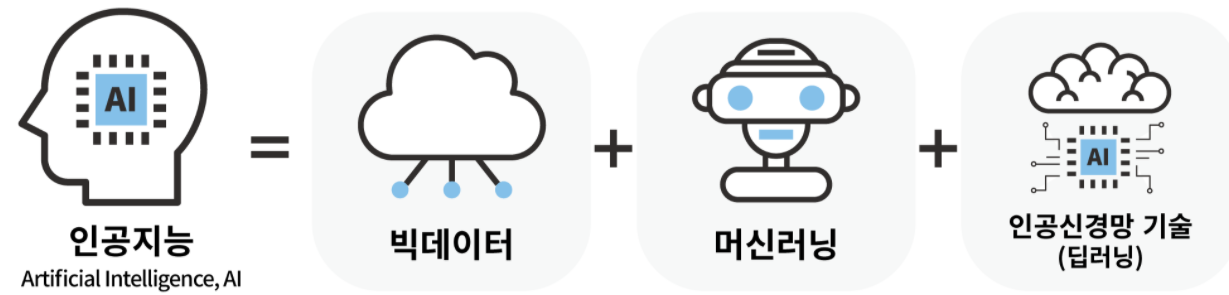 AI
=
+
+
AI
인공지능
Artificial Intelligence, AI
빅데이터
머신러닝
인공신경망 기술
(딥러닝)